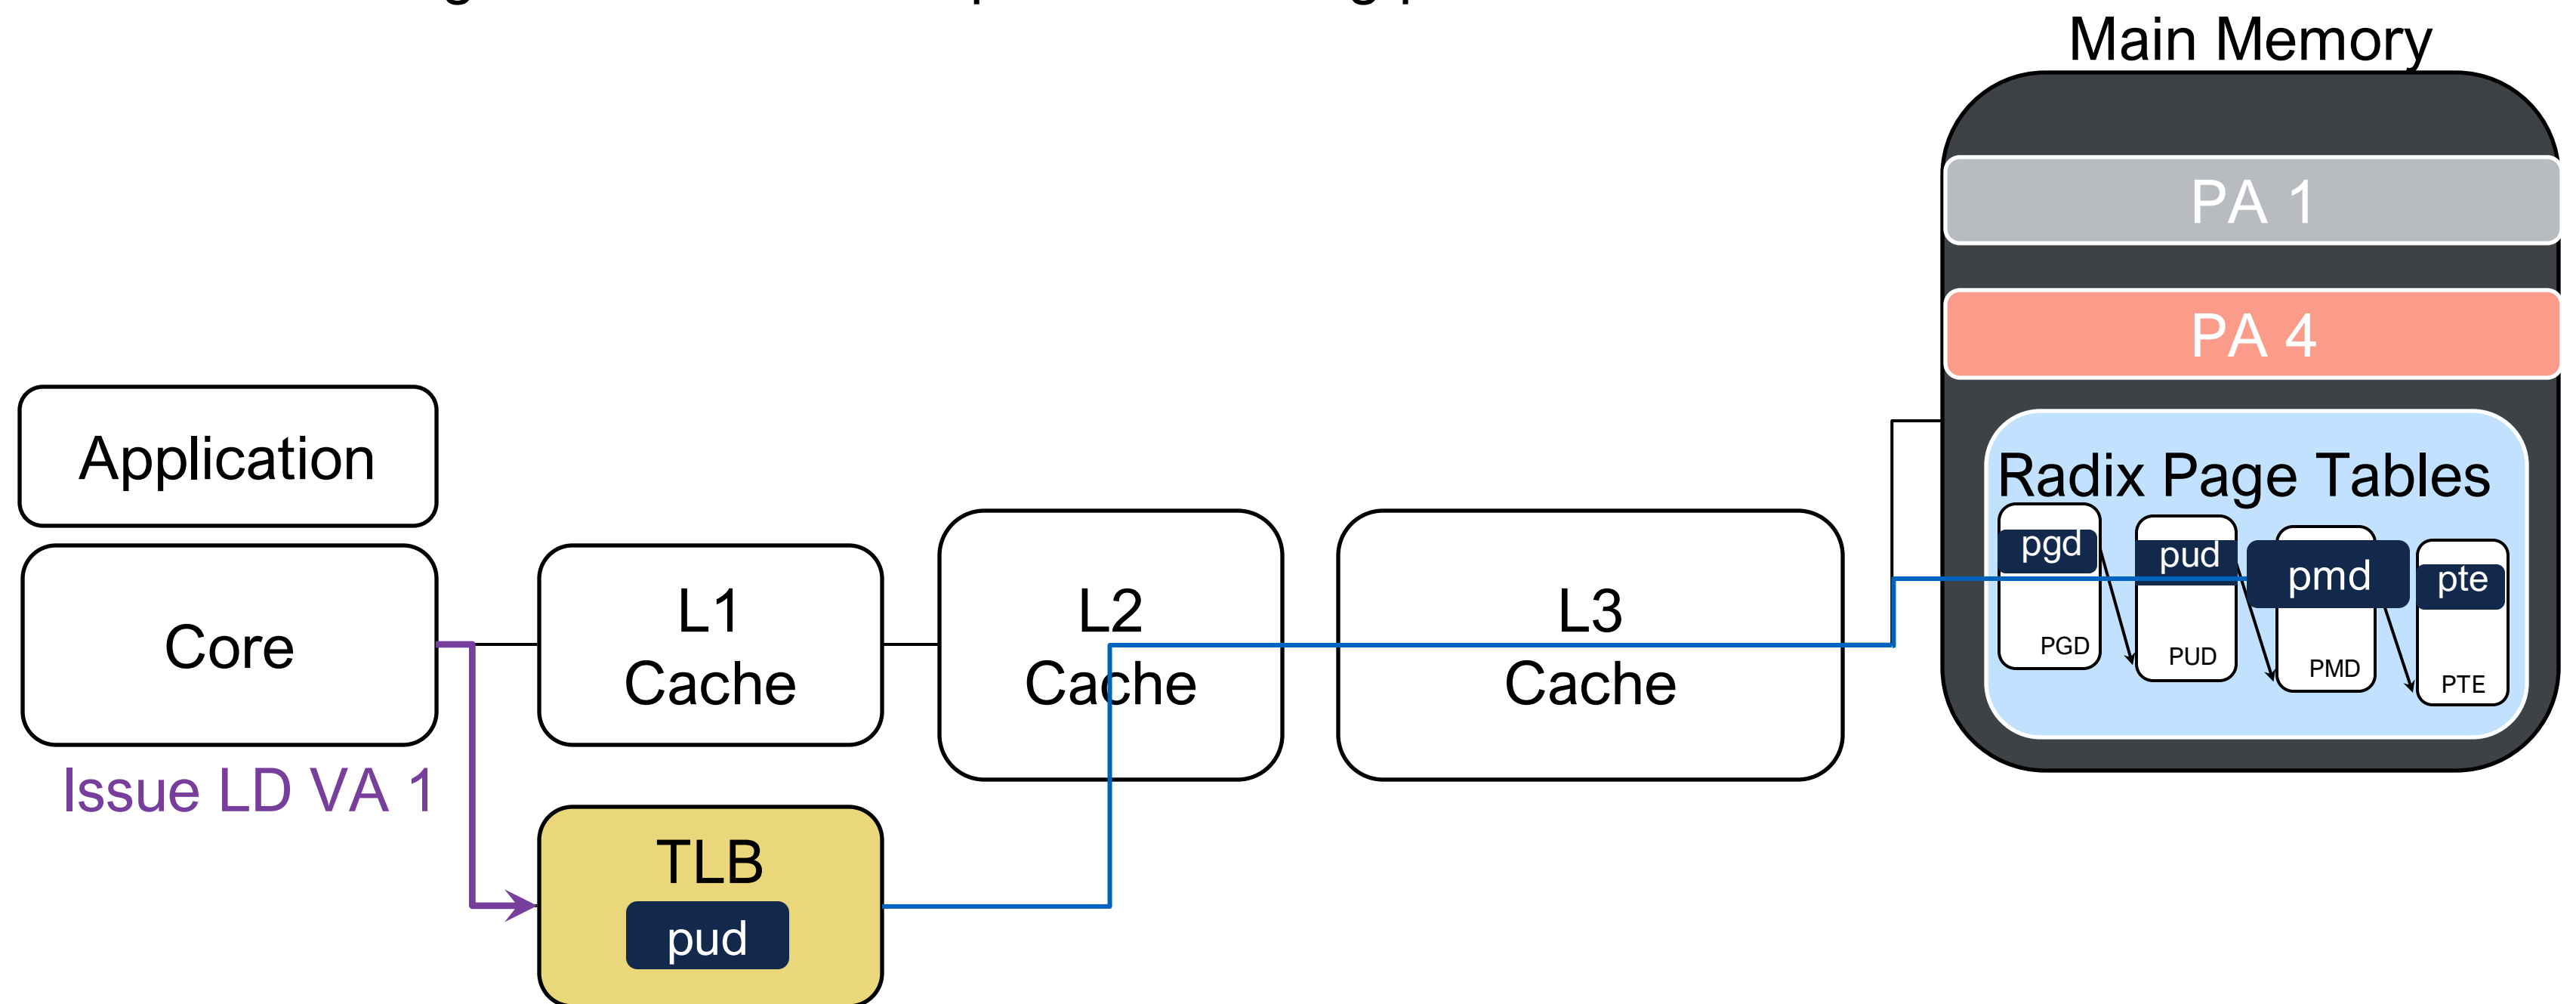 Main Memory
PA 1
PA 4
Application
Radix Page Tables
pgd
pud
pmd
pte
PGD
PUD
PMD
PTE
Core
L1
Cache
L2
Cache
L3
Cache
Issue LD VA 1
TLB
pud